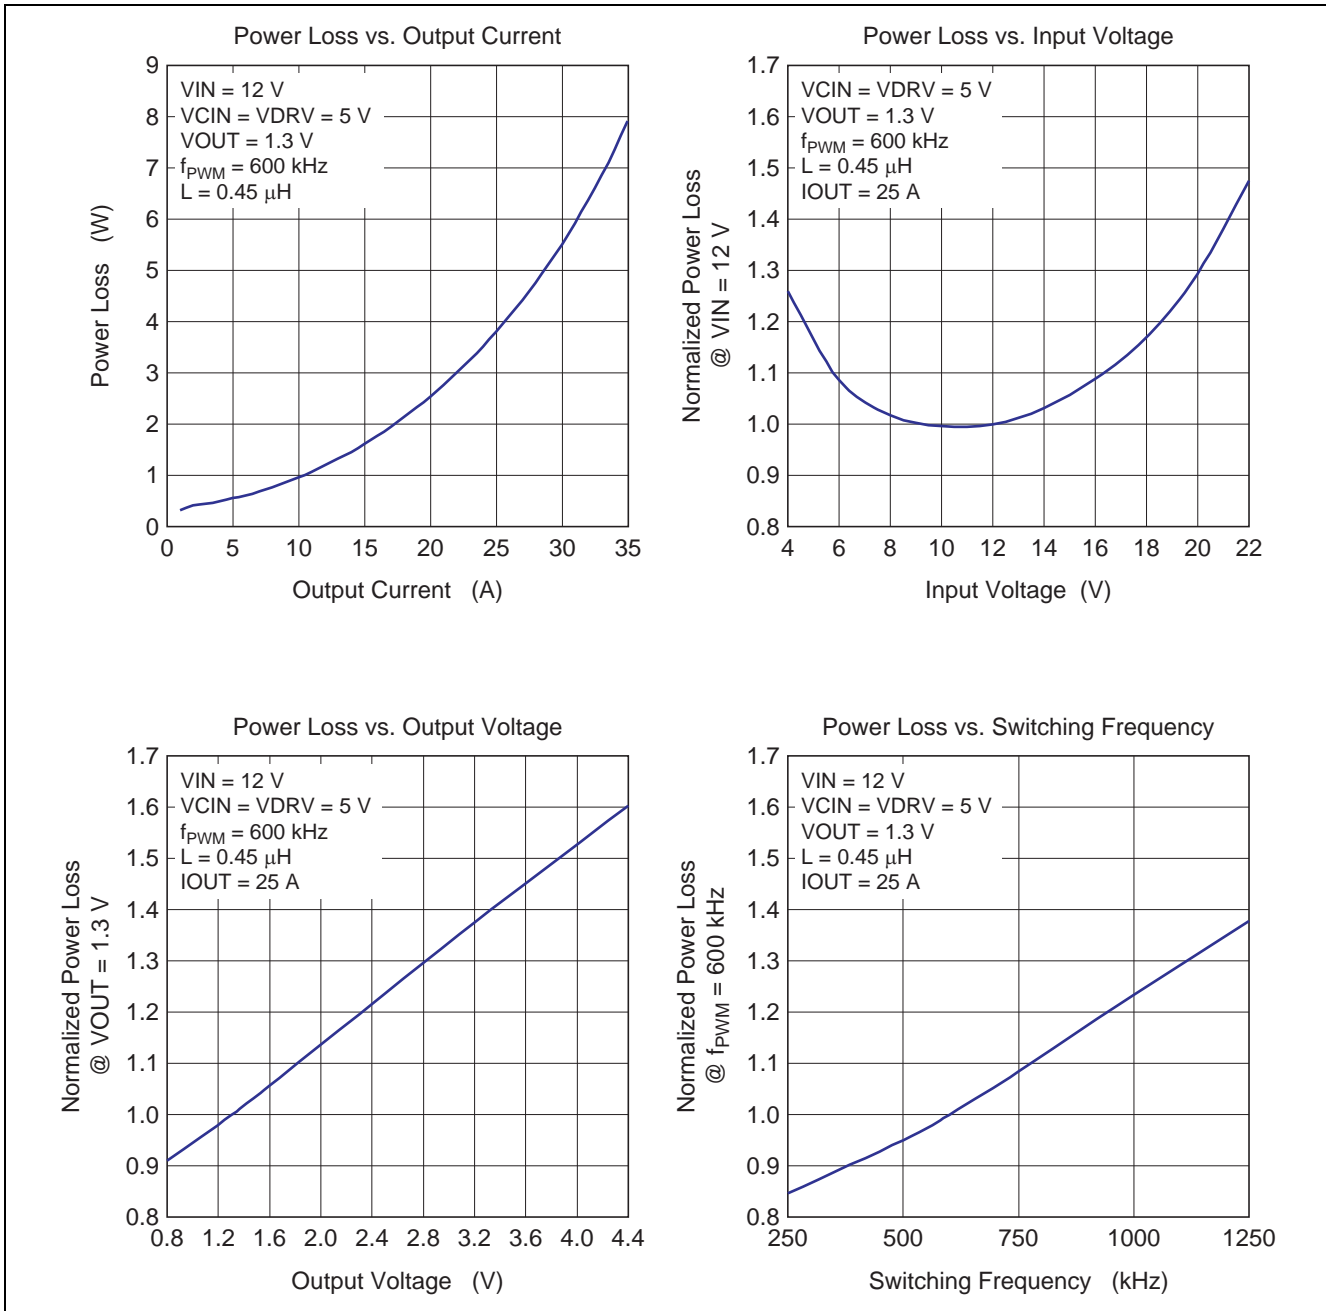 Power Loss vs. Output Current
9
8
7
6
5
4
3
2
1
0
VIN = 12 V
VCIN = VDRV = 5 V
VOUT = 1.3 V
fPWM = 600 kHz
L = 0.45 μH
Power Loss (W)
0 5 10 15 20 25 30 35
Output Current (A)
Power Loss vs. Input Voltage
1.7
1.6
1.5
1.4
1.3
1.2
1.1
1.0
0.9
0.8
VCIN = VDRV = 5 V
VOUT = 1.3 V
fPWM = 600 kHz
L = 0.45 μH
IOUT = 25 A
Normalized Power Loss
@ VIN = 12 V
4 6 8 10 12 14 16 18 20 22
Input Voltage (V)
Power Loss vs. Output Voltage
1.7
1.6
1.5
1.4
1.3
1.2
1.1
1.0
0.9
0.8
VIN = 12 V
VCIN = VDRV = 5 V
fPWM = 600 kHz
L = 0.45 μH
IOUT = 25 A
Normalized Power Loss
@ VOUT = 1.3 V
0.8 1.2 1.6 2.0 2.4 2.8 3.2 3.6 4.0 4.4
Output Voltage (V)
Power Loss vs. Switching Frequency
1.7
1.6
1.5
1.4
1.3
1.2
1.1
1.0
0.9
0.8
VIN = 12 V
VCIN = VDRV = 5 V
VOUT = 1.3 V
L = 0.45 μH
IOUT = 25 A
Normalized Power Loss
@ fPWM = 600 kHz
250 500 750 1000 1250
Switching Frequency (kHz)